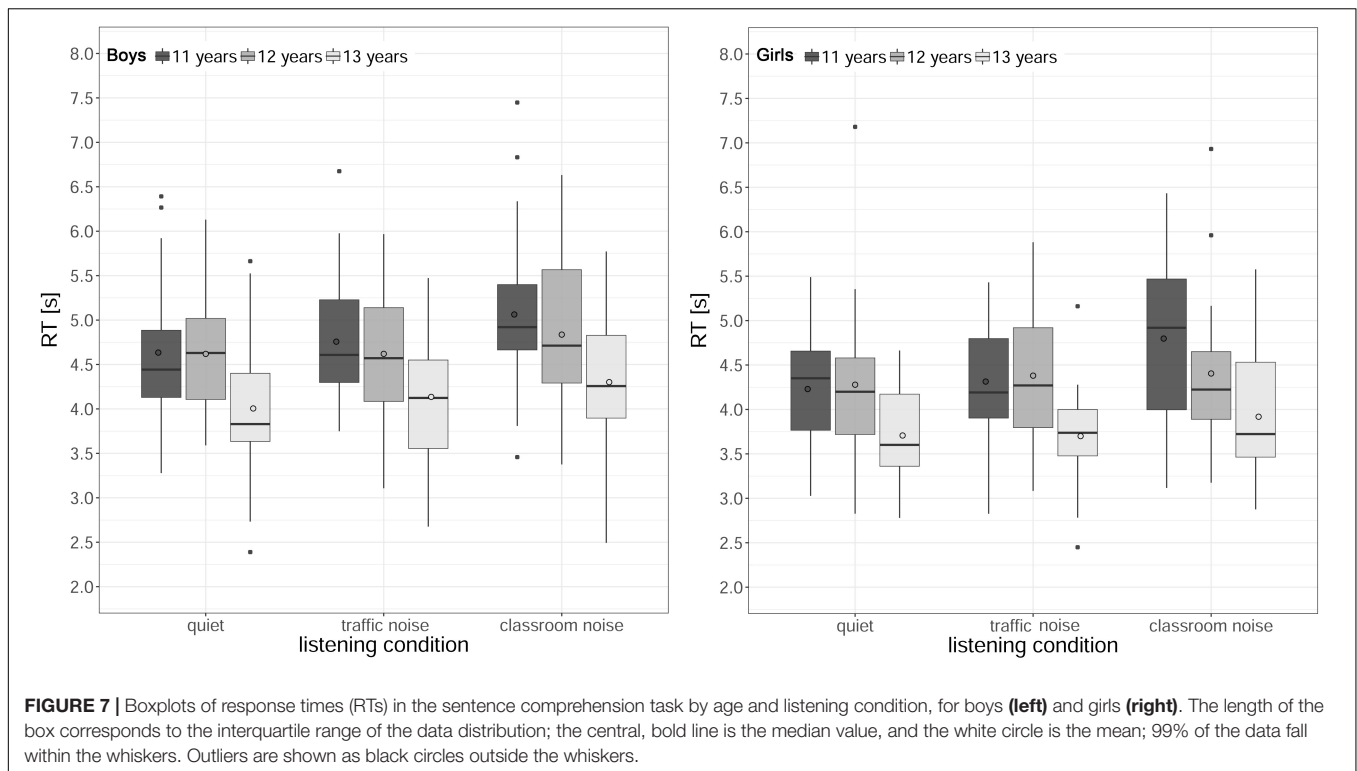 Boys 11 years 12 years 13 years
8.0
7.5
7.0
6.5
6.0
5.5
5.0
4.5
4.0
3.5
3.0
2.5
2.0
RT [s]
quiet traffic noise classroom noise
listening condition
Girls 11 years 12 years 13 years
8.0
7.5
7.0
6.5
6.0
5.5
5.0
4.5
4.0
3.5
3.0
2.5
2.0
RT [s]
quiet traffic noise classroom noise
listening condition
FIGURE 7 | Boxplots of response times (RTs) in the sentence comprehension task by age and listening condition, for boys (left) and girls (right). The length of the
box corresponds to the interquartile range of the data distribution; the central, bold line is the median value, and the white circle is the mean; 99% of the data fall
within the whiskers. Outliers are shown as black circles outside the whiskers.